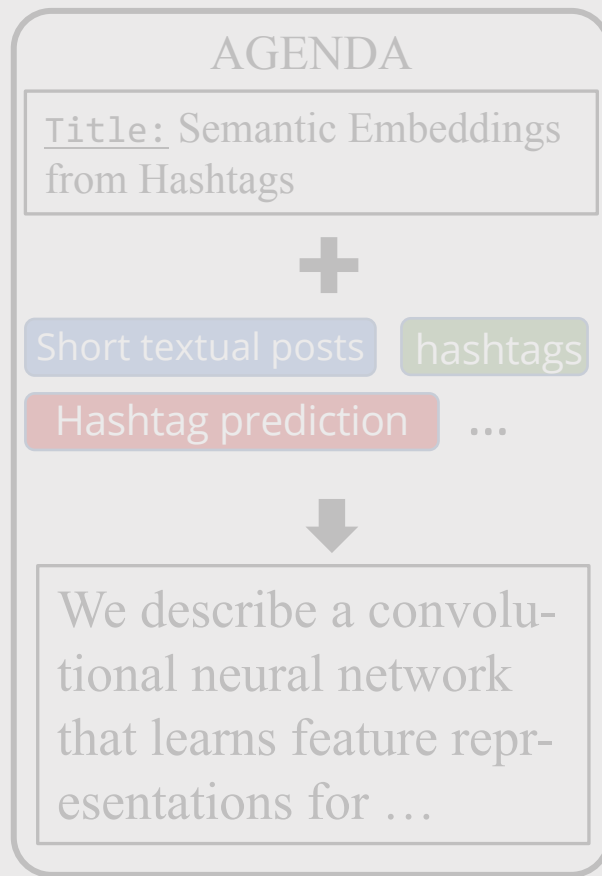 AGENDA
Title: Semantic Embeddings
from Hashtags
Short textual posts hashtags
Hashtag prediction ...
We describe a convolu-
tional neural network
that learns feature repr-
esentations for …